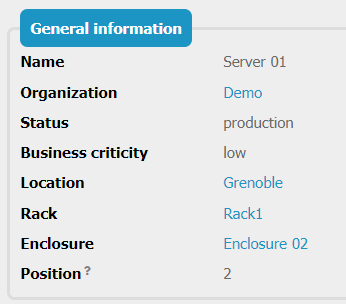 General information
Name Server 01
Organization Demo
Status production
Business criticity low
Location Grenoble
Rack Rack1
Enclosure Enclosure 02
Position ? 2